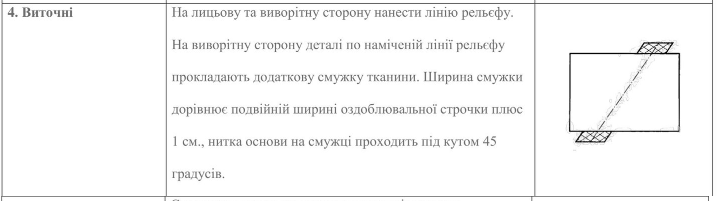 4. Виточні
На лицьову та виворітну сторону нанести лінію рельєфу.
На виворітну сторону деталі по наміченій лінії рельєфу
прокладають додаткову смужку тканини. Ширина смужки
дорівнює подвійній ширині оздоблювальної строчки плюс
1 см., нитка основи на смужці проходить під кутом 45
градусів.